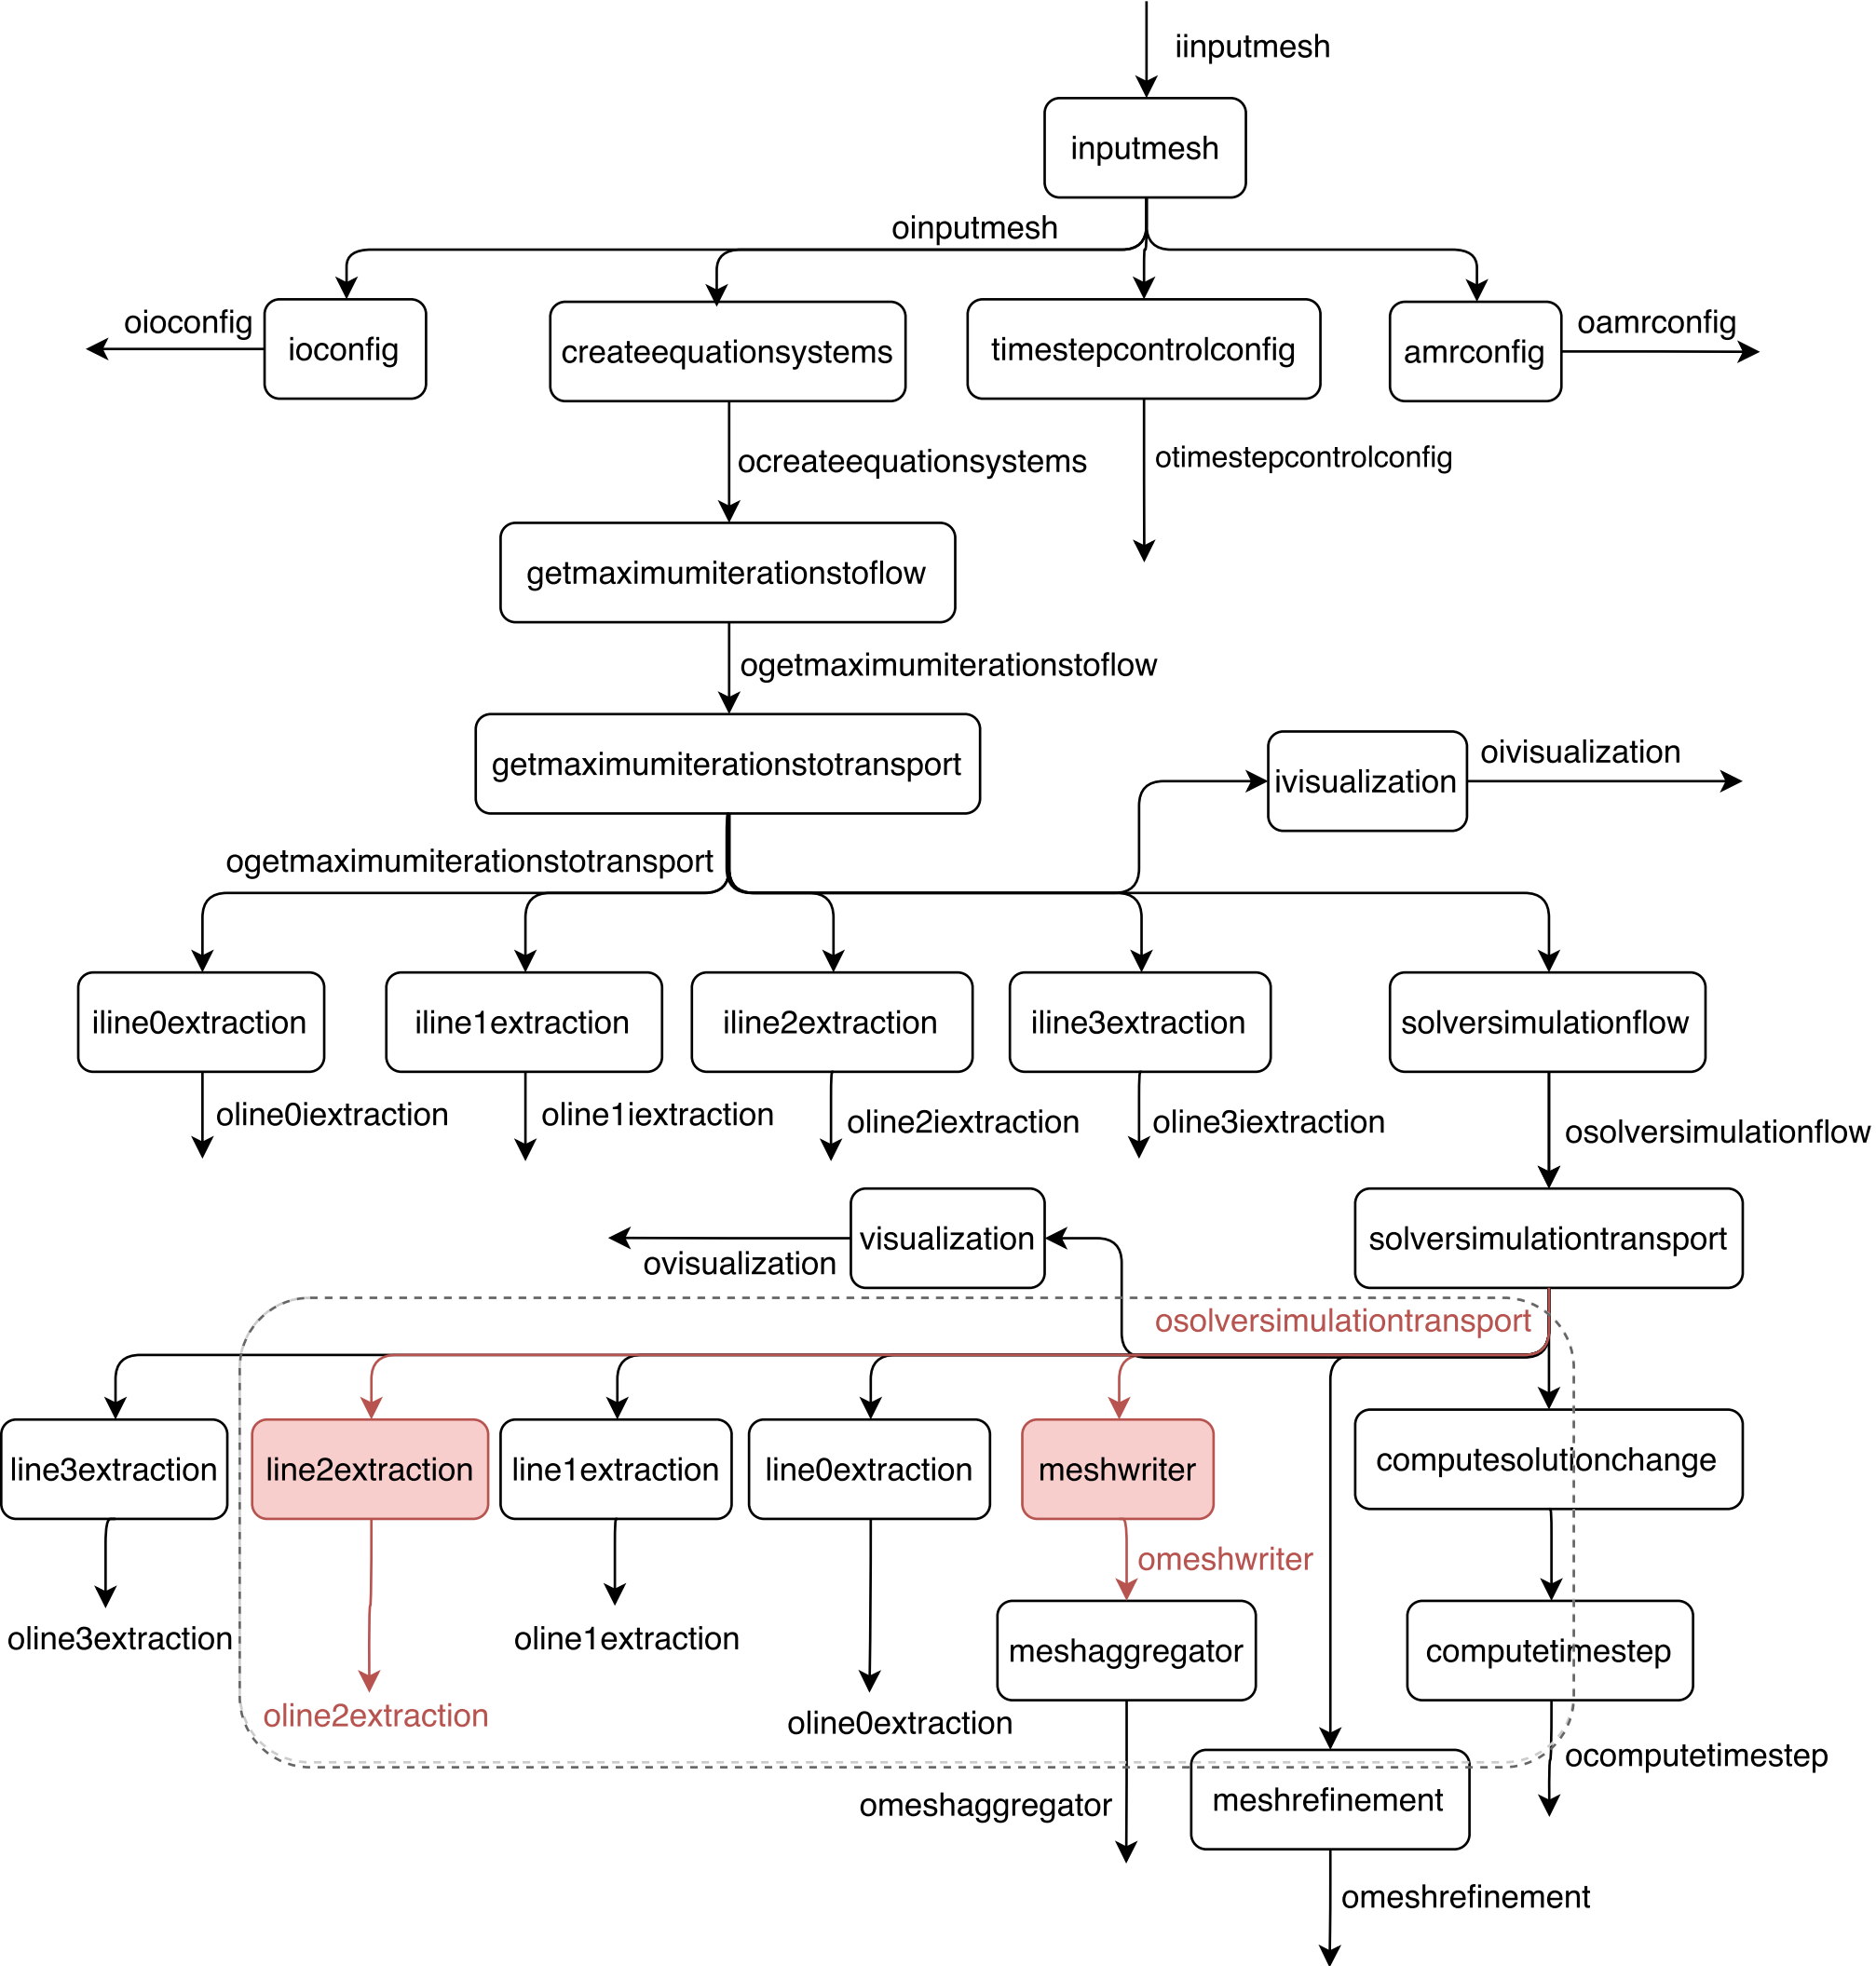 iinputmesh
inputmesh
oinputmesh
oioconfig
ioconfig
createequationsystems
timestepcontrolconfig
amrconfig
oamrconfig
ocreateequationsystems
otimestepcontrolconfig
getmaximumiterationstoflow
ogetmaximumiterationstoflow
getmaximumiterationstotransport
ivisualization
oivisualization
ogetmaximumiterationstotransport
iline0extraction
iline1extraction
iline2extraction
iline3extraction
solversimulationflow
oline0iextraction
oline1iextraction
oline2iextraction
oline3iextraction
osolversimulationflow
visualization
ovisualization
solversimulationtransport
osolversimulationtransport
line3extraction
line2extraction
line1extraction
line0extraction
meshwriter
computesolutionchange
omeshwriter
oline3extraction
oline1extraction
meshaggregator
computetimestep
oline2extraction
oline0extraction
ocomputetimestep
omeshaggregator
meshrefinement
omeshrefinement